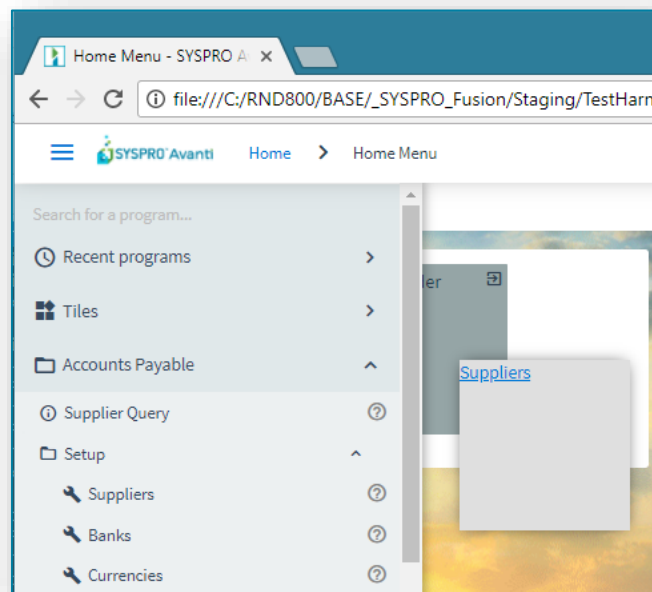 Home Menu - SYSPRO A
file:///C:/RND800/BASE/_SYSPRO_Fusion/Staging/TestHarn
SYSPRO Avanti Home > Home Menu
Search for a program...
Recent programs
Tiles
Accounts Payable
Supplier Query
Setup
Suppliers
Banks
Currencies
der
Suppliers